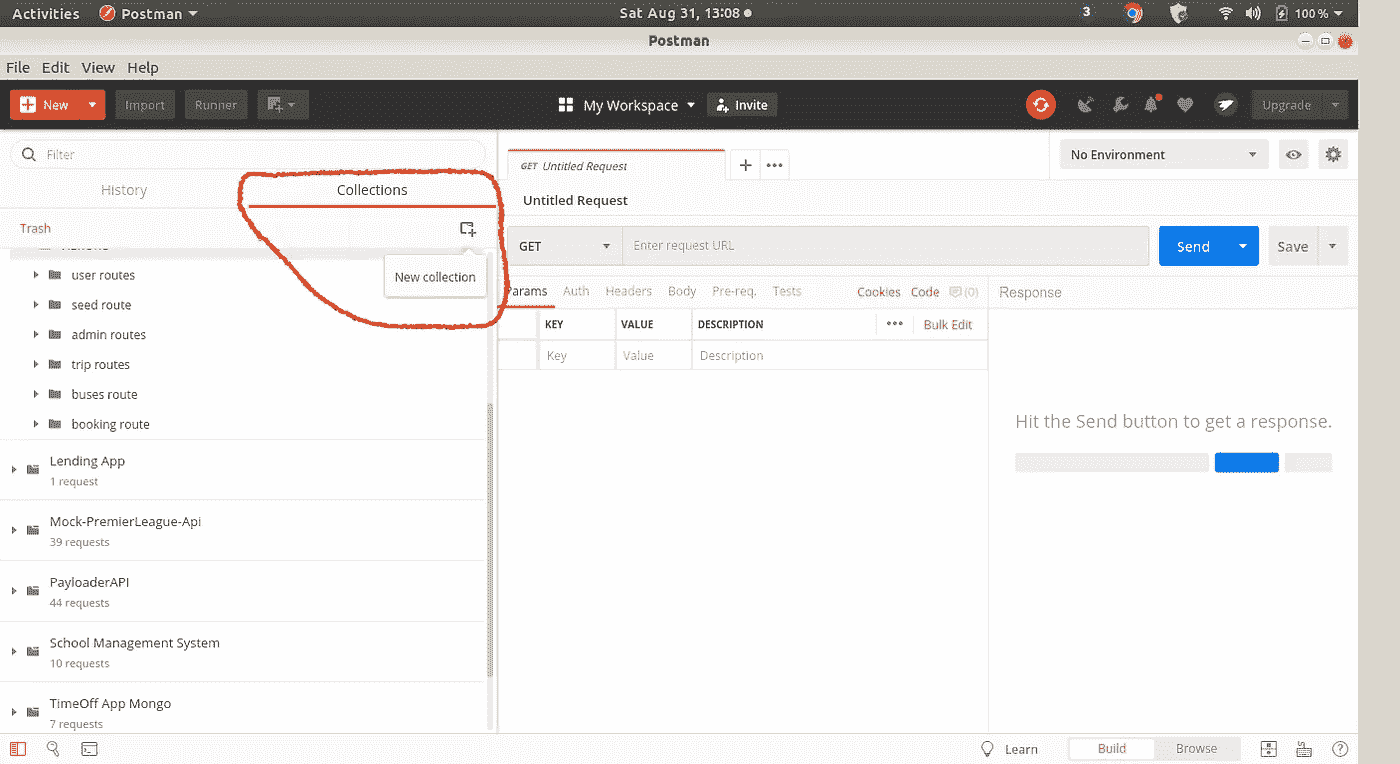 Activities Postman Sat Aug 31, 13:08 3 100%
Postman
File Edit View Help
New Import Runner My Workspace Invite Upgrade
Filter
History Collections
Trash
New collection
user routes
seed route
admin routes
trip routes
buses route
booking route
Lending App
1 request
Mock-PremierLeague-Api
39 requests
PayloaderAPI
44 requests
School Management System
10 requests
TimeOff App Mongo
7 requests
GET Untitled Request
No Environment
Untitled Request
GET Enter request URL Send Save
Params Auth Headers Body Pre-req. Tests Cookies Code (0) Response
KEY VALUE DESCRIPTION Bulk Edit
Key Value Description
Hit the Send button to get a response.
Learn Build Browse